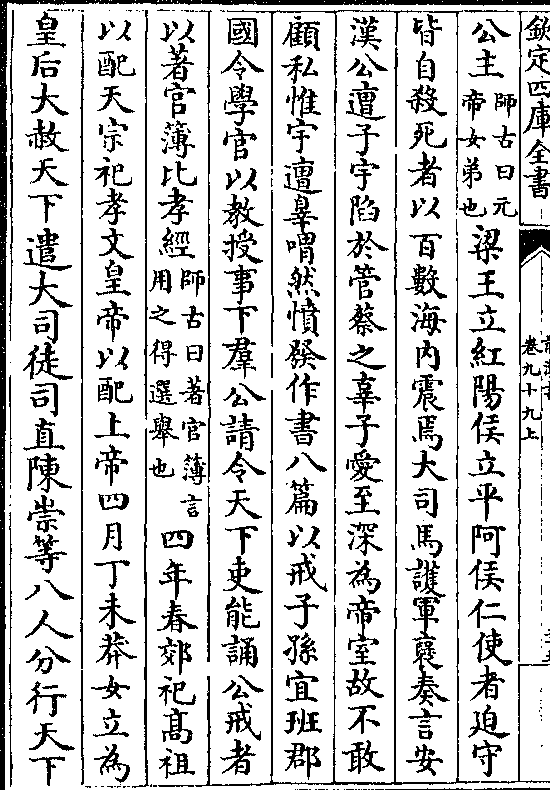 欽定四庫全書
卷九十九上
公主師古曰元帝女弟也梁王立紅陽侯立平阿侯仁使者迫守
皆自殺死者以百數海內震焉大司馬護軍襃奏言安
漢公遭子宇陷於管蔡之辜子愛至深為帝室故不敢
顧私惟宇遭辠喟然憤發作書八篇以戒子孫宜班郡
國令學官以教授事下羣公請令天下吏能誦公戒者
以著官簿比孝經師古曰著官簿言用之得選舉也四年春郊祀髙祖
以配天宗祀孝文皇帝以配上帝四月丁未莽女立為
皇后大赦天下遣大司徒司直陳崇等八人分行天下